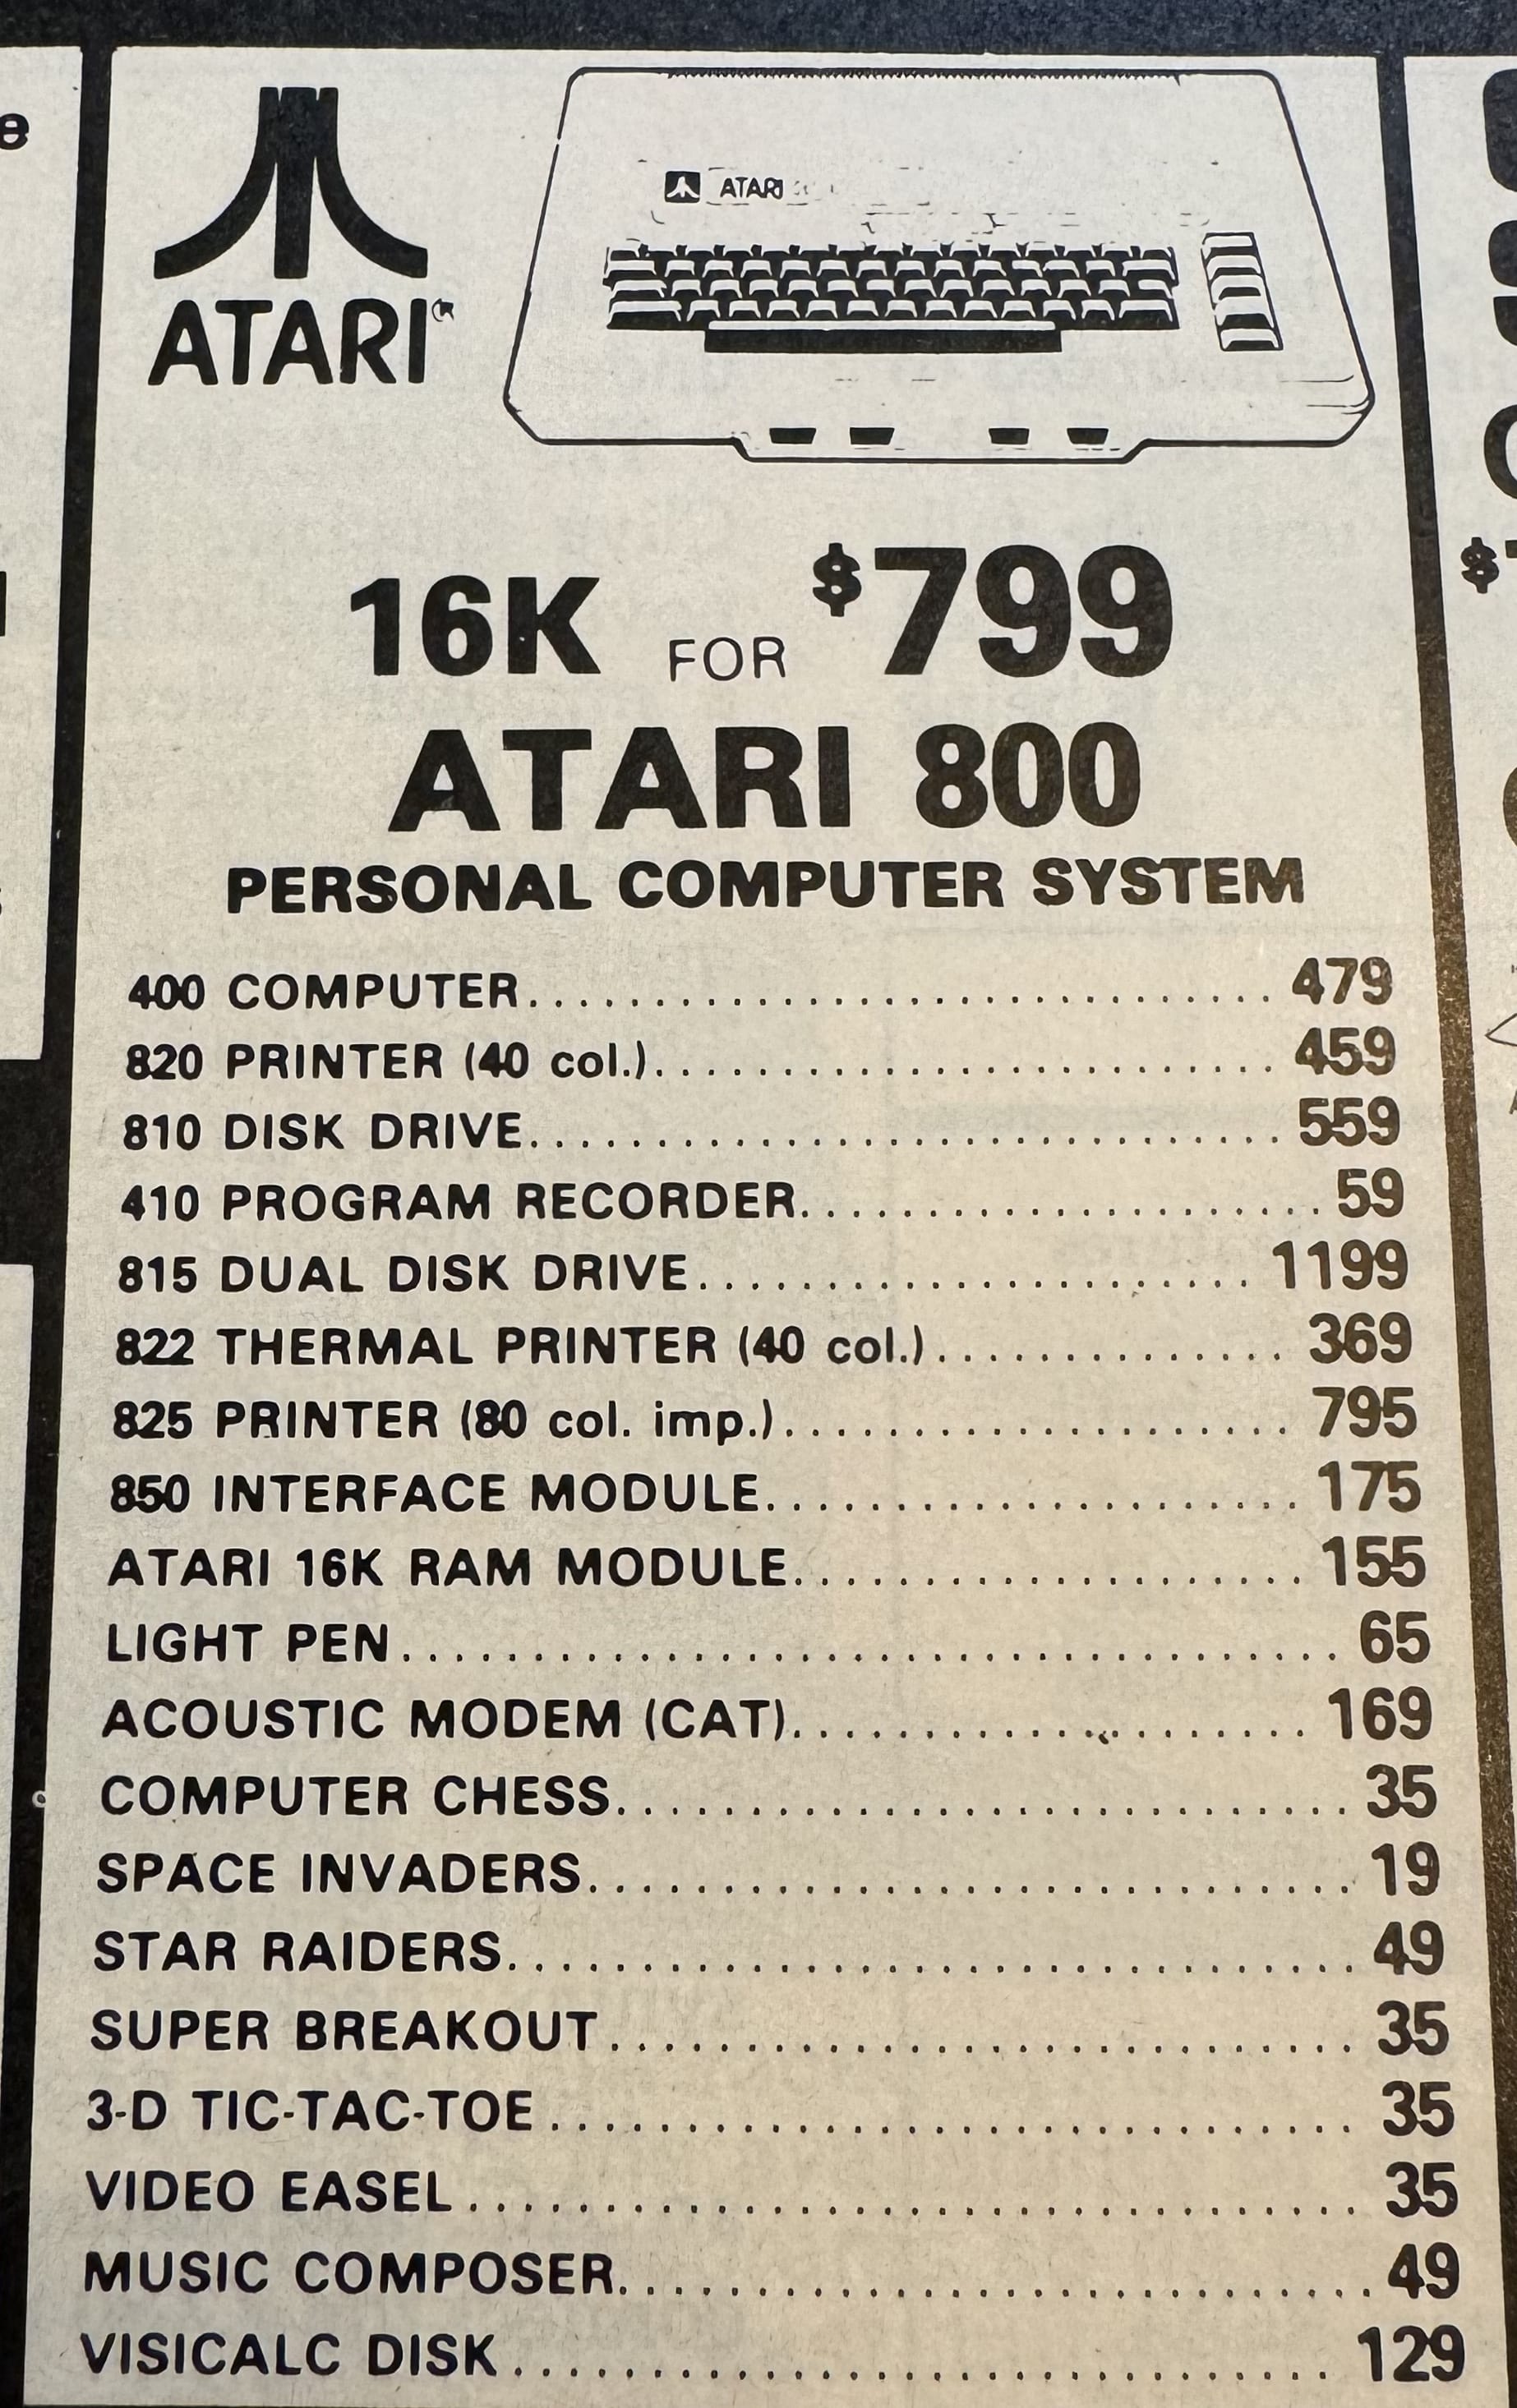 ATARI
ATARI®
16K FOR $799
ATARI 800
PERSONAL COMPUTER SYSTEM
400 COMPUTER.............................. 479
820 PRINTER (40 col.)......................... 459
810 DISK DRIVE.............................. 559
410 PROGRAM RECORDER.................... 59
815 DUAL DISK DRIVE...................... 1199
822 THERMAL PRINTER (40 col.).............. 369
825 PRINTER (80 col. imp.).................... 795
850 INTERFACE MODULE..................... 175
ATARI 16K RAM MODULE.................... 155
LIGHT PEN.................................... 65
ACOUSTIC MODEM (CAT).................... 169
COMPUTER CHESS............................ 35
SPACE INVADERS............................. 19
STAR RAIDERS................................ 49
SUPER BREAKOUT............................ 35
3-D TIC-TAC-TOE.............................. 35
VIDEO EASEL................................. 35
MUSIC COMPOSER............................ 49
VISICALC DISK.............................. 129